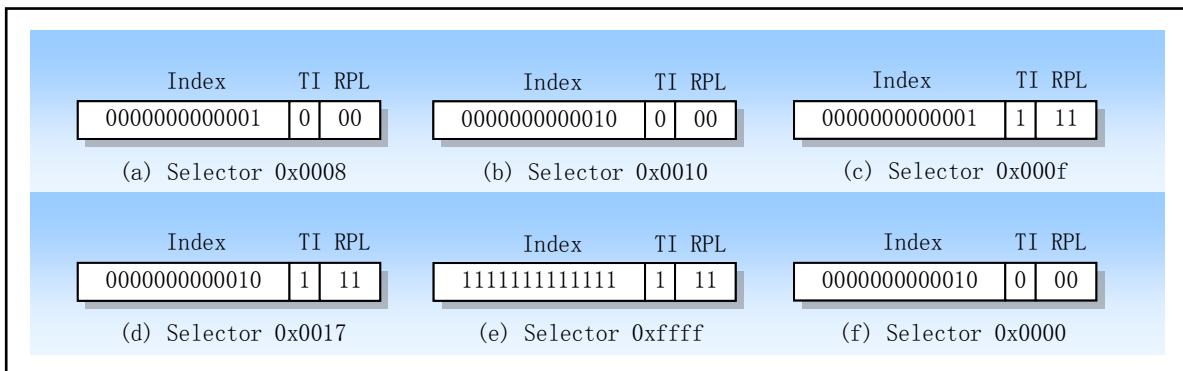 Index TI RPL Index TI RPL Index TI RPL
0000000000001 0 00 0000000000010 0 00 0000000000001 1 11
(a) Selector 0x0008 (b) Selector 0x0010 (c) Selector 0x000f
Index TI RPL Index TI RPL Index TI RPL
0000000000010 1 11 1111111111111 1 11 0000000000010 0 00
(d) Selector 0x0017 (e) Selector 0xffff (f) Selector 0x0000